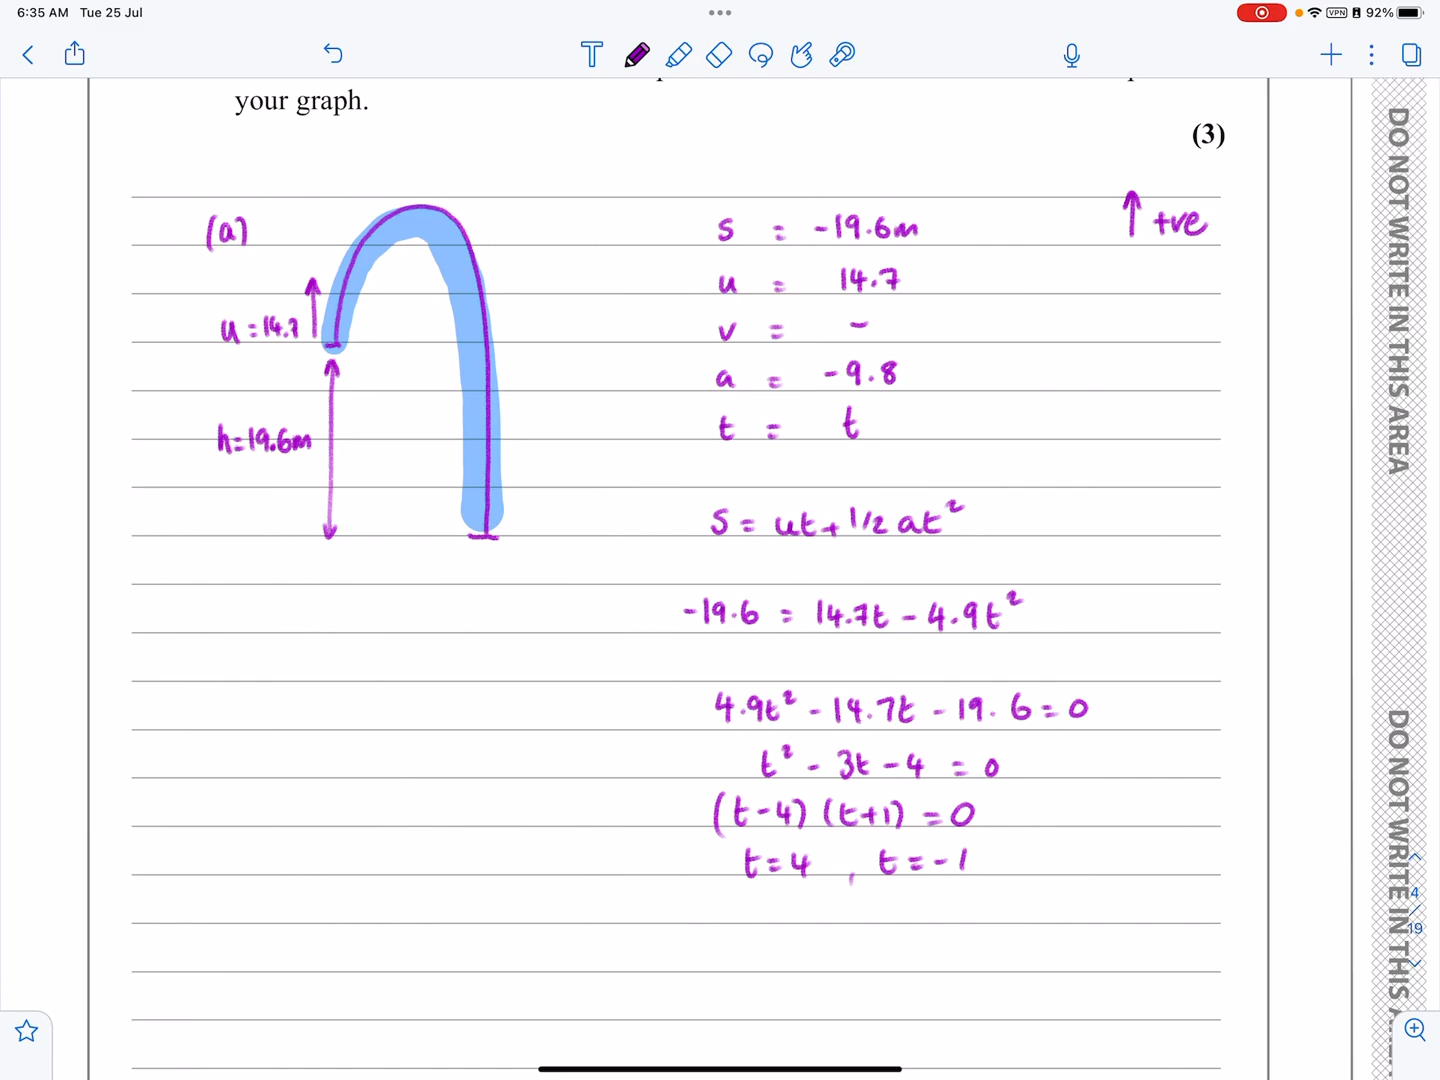 6:35 AM Tue 25 Jul
VPN 92%
your graph.
(3)
(a)
u = 14.7
h = 19.6m
↑ +ve
s = -19.6m
u = 14.7
v = -
a = -9.8
t = t
s = ut + 1/2 at²
-19.6 = 14.7t - 4.9t²
4.9t² - 14.7t - 19.6 = 0
t² - 3t - 4 = 0
(t-4) (t+1) = 0
t = 4 , t = -1
DO NOT WRITE IN THIS AREA
DO NOT WRITE IN THIS
4
19